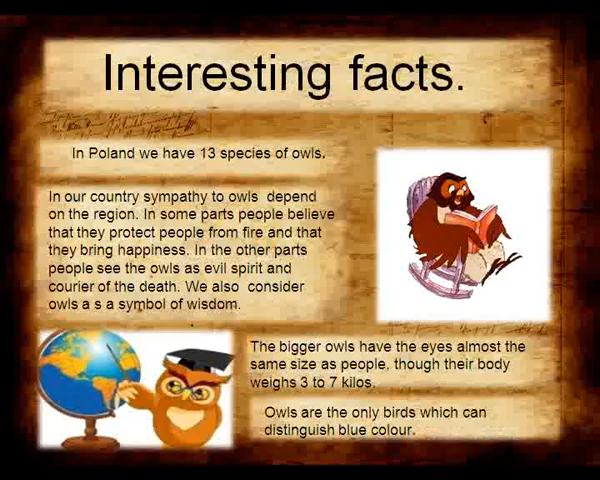 Interesting facts.
In Poland we have 13 species of owls.
In our country sympathy to owls depend
on the region. In some parts people believe
that they protect people from fire and that
they bring happiness. In the other parts
people see the owls as evil spirit and
courier of the death. We also consider
owls a s a symbol of wisdom.
The bigger owls have the eyes almost the
same size as people, though their body
weighs 3 to 7 kilos.
Owls are the only birds which can
distinguish blue colour.